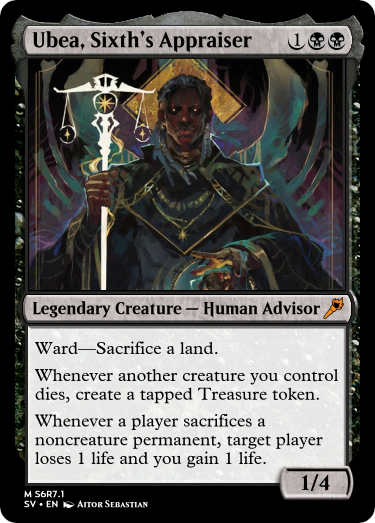 Ubea, Sixth's Appraiser 1
Legendary Creature — Human Advisor
Ward—Sacrifice a land.
Whenever another creature you control
dies, create a tapped Treasure token.
Whenever a player sacrifices a
noncreature permanent, target player
loses 1 life and you gain 1 life.
1/4
M S6R7.1
SV • EN Aitor Sebastian